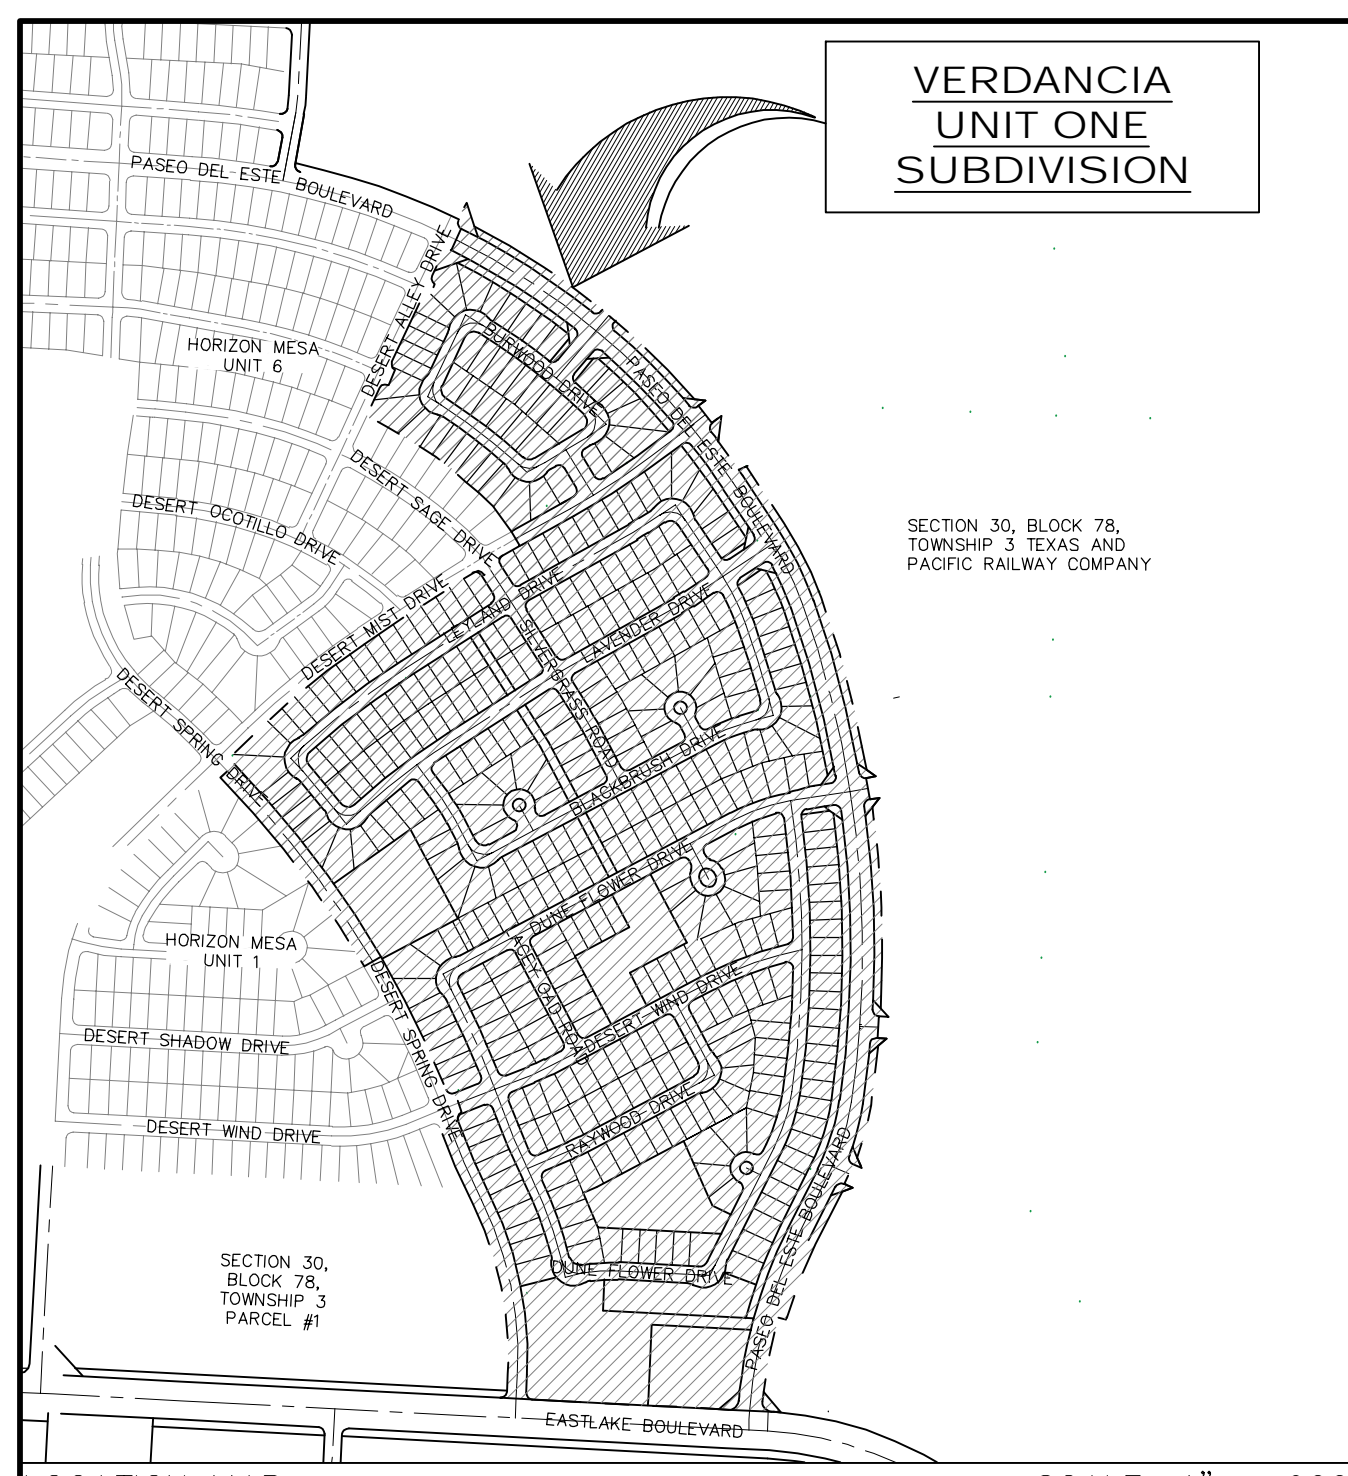 VERDANCIA
UNIT ONE
SUBDIVISION
PASEO DEL ESTE BOULEVARD
DESERT ALLEY DRIVE
HORIZON MESA
UNIT 6
BURWOOD DRIVE
PASEO DEL ESTE BOULEVARD
DESERT SAGE DRIVE
DESERT OCOTILLO DRIVE
SECTION 30, BLOCK 78,
TOWNSHIP 3 TEXAS AND
PACIFIC RAILWAY COMPANY
DESERT MIST DRIVE
LEYLAND DRIVE
LAVENDER DRIVE
SILVERGRASS ROAD
DESERT SPRING DRIVE
BLACKBRUSH DRIVE
DUNE FLOWER DRIVE
HORIZON MESA
UNIT 1
ACEY GAD ROAD
DESERT SPRING DRIVE
DESERT WIND DRIVE
DESERT SHADOW DRIVE
DESERT WIND DRIVE
RAYWOOD DRIVE
PASEO DEL ESTE BOULEVARD
SECTION 30,
BLOCK 78,
TOWNSHIP 3
PARCEL #1
DUNE FLOWER DRIVE
EASTLAKE BOULEVARD